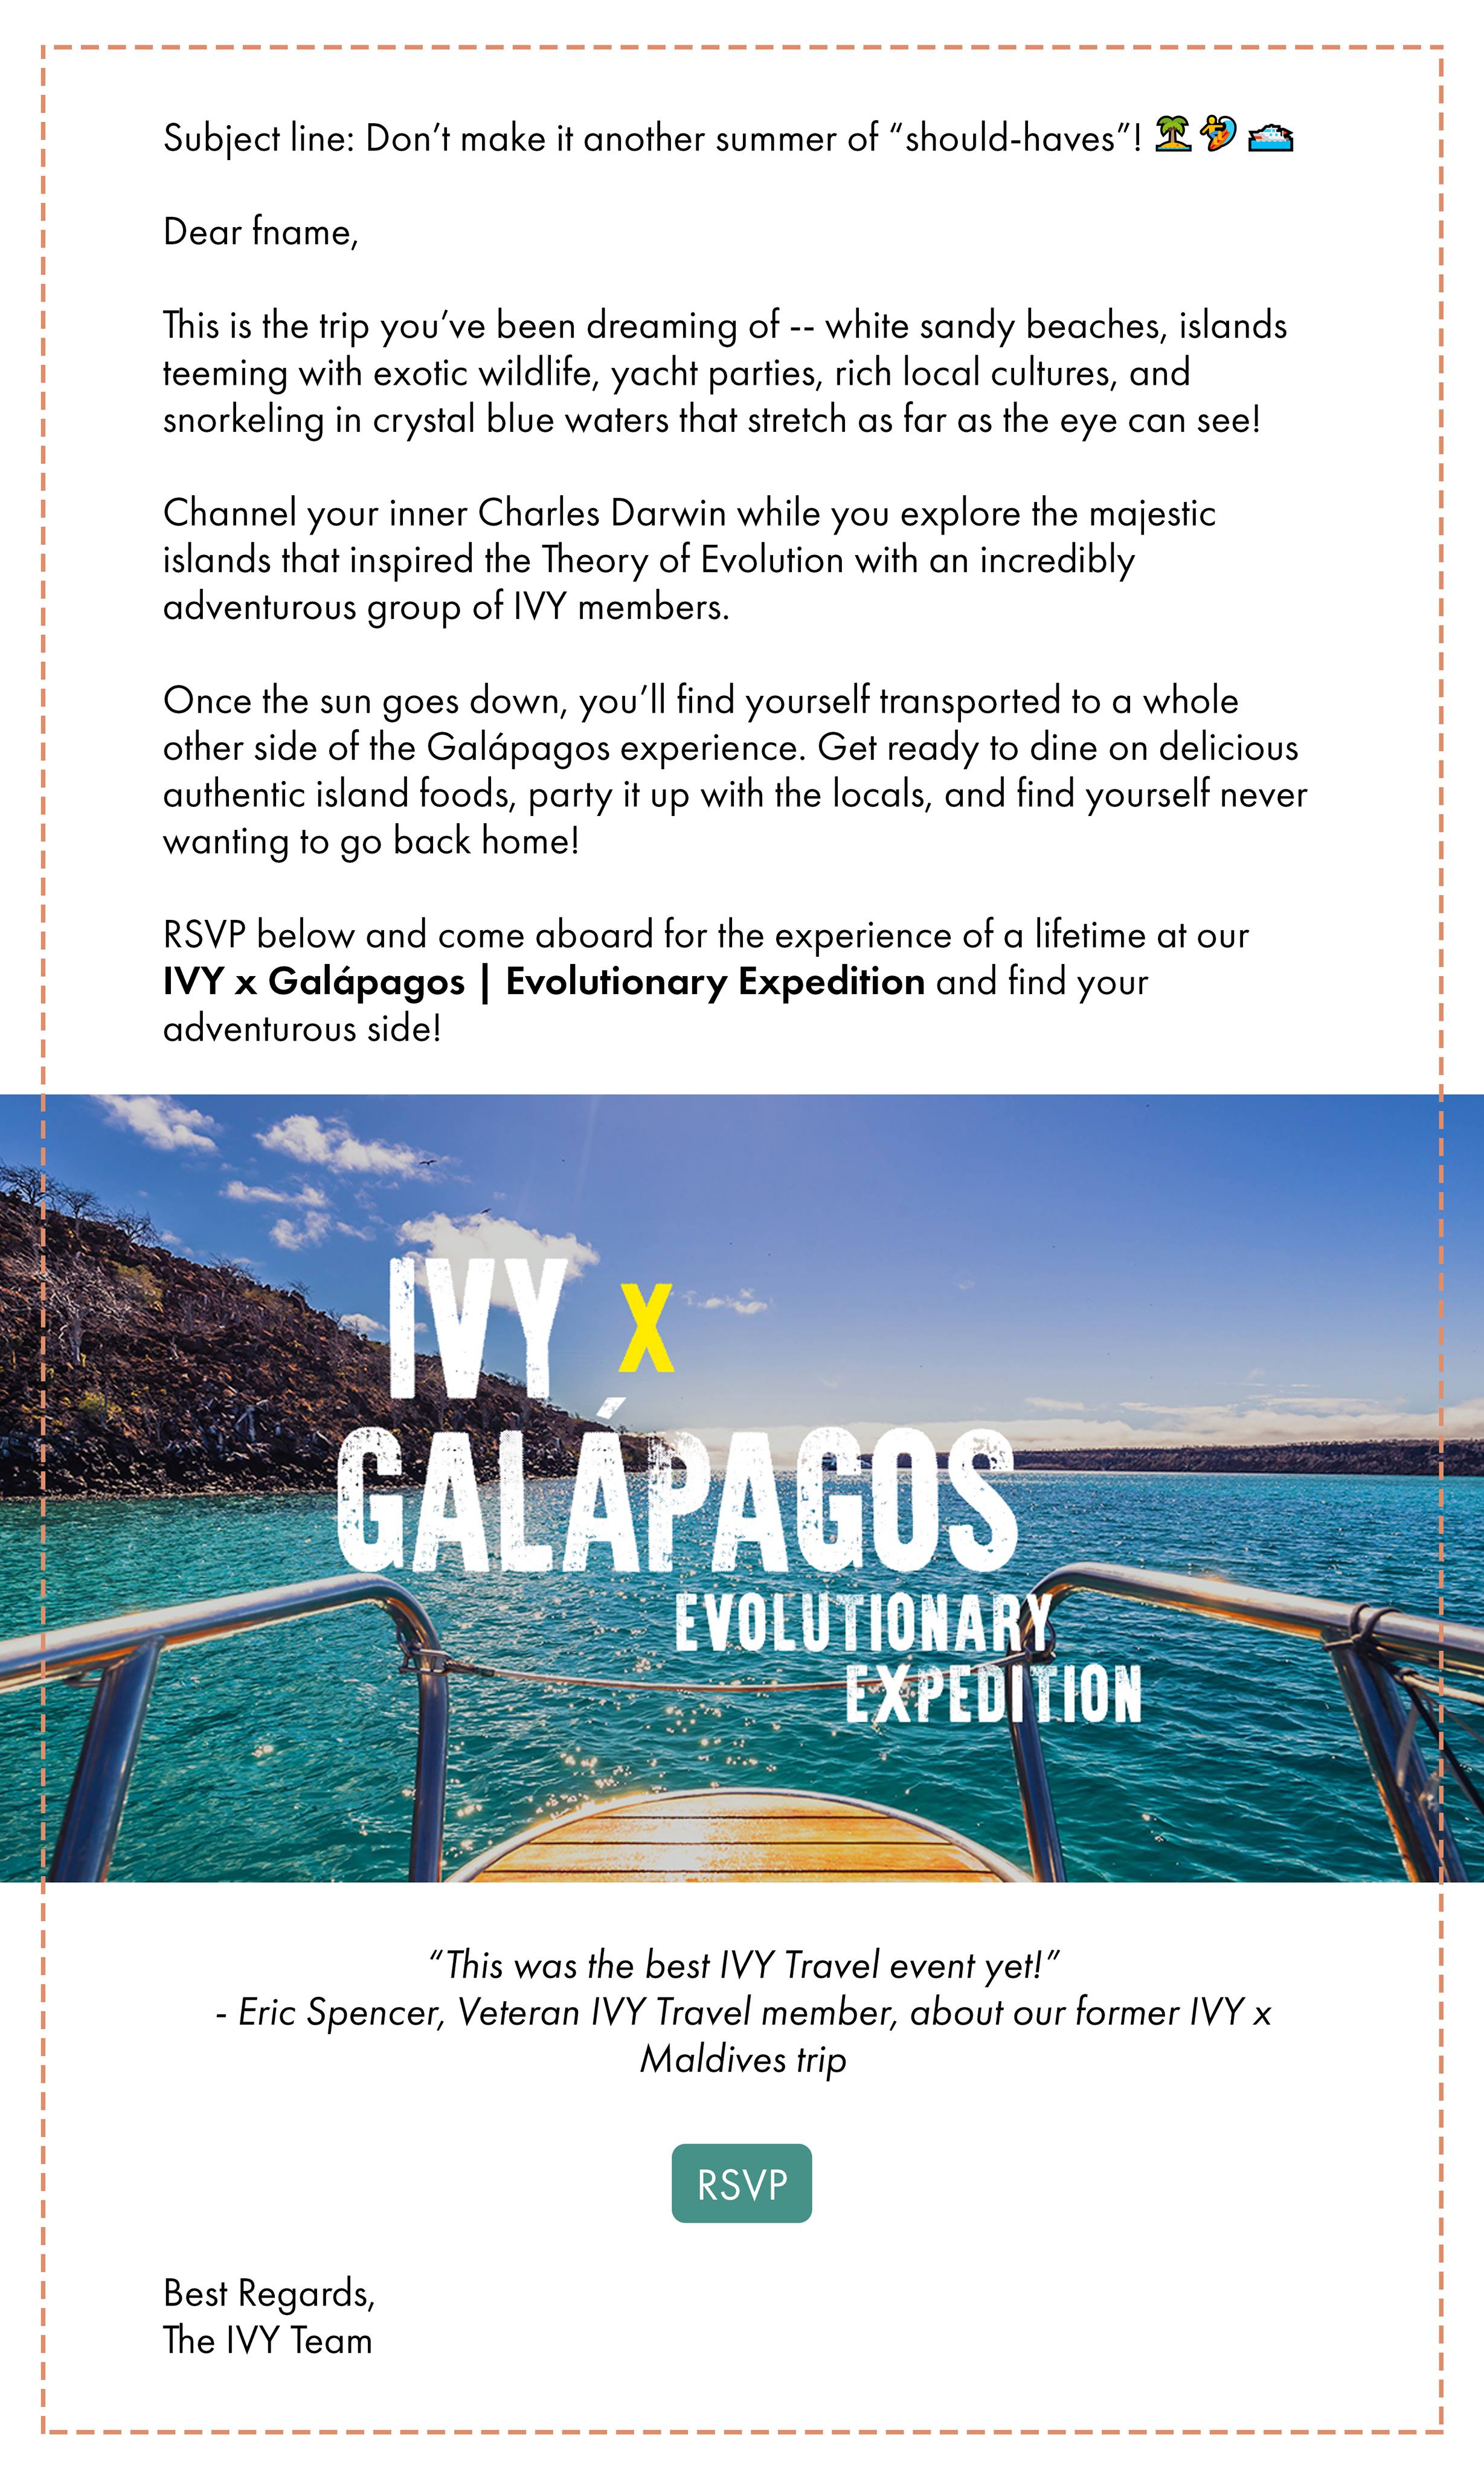 Subject line: Don’t make it another summer of “should-haves”! 🏝️🏄🛥️
Dear fname,
This is the trip you’ve been dreaming of -- white sandy beaches, islands
teeming with exotic wildlife, yacht parties, rich local cultures, and
snorkeling in crystal blue waters that stretch as far as the eye can see!
Channel your inner Charles Darwin while you explore the majestic
islands that inspired the Theory of Evolution with an incredibly
adventurous group of IVY members.
Once the sun goes down, you’ll find yourself transported to a whole
other side of the Galápagos experience. Get ready to dine on delicious
authentic island foods, party it up with the locals, and find yourself never
wanting to go back home!
RSVP below and come aboard for the experience of a lifetime at our
IVY x Galápagos | Evolutionary Expedition and find your
adventurous side!
IVY X
GALÁPAGOS
EVOLUTIONARY
EXPEDITION
“This was the best IVY Travel event yet!”
- Eric Spencer, Veteran IVY Travel member, about our former IVY x
Maldives trip
RSVP
Best Regards,
The IVY Team